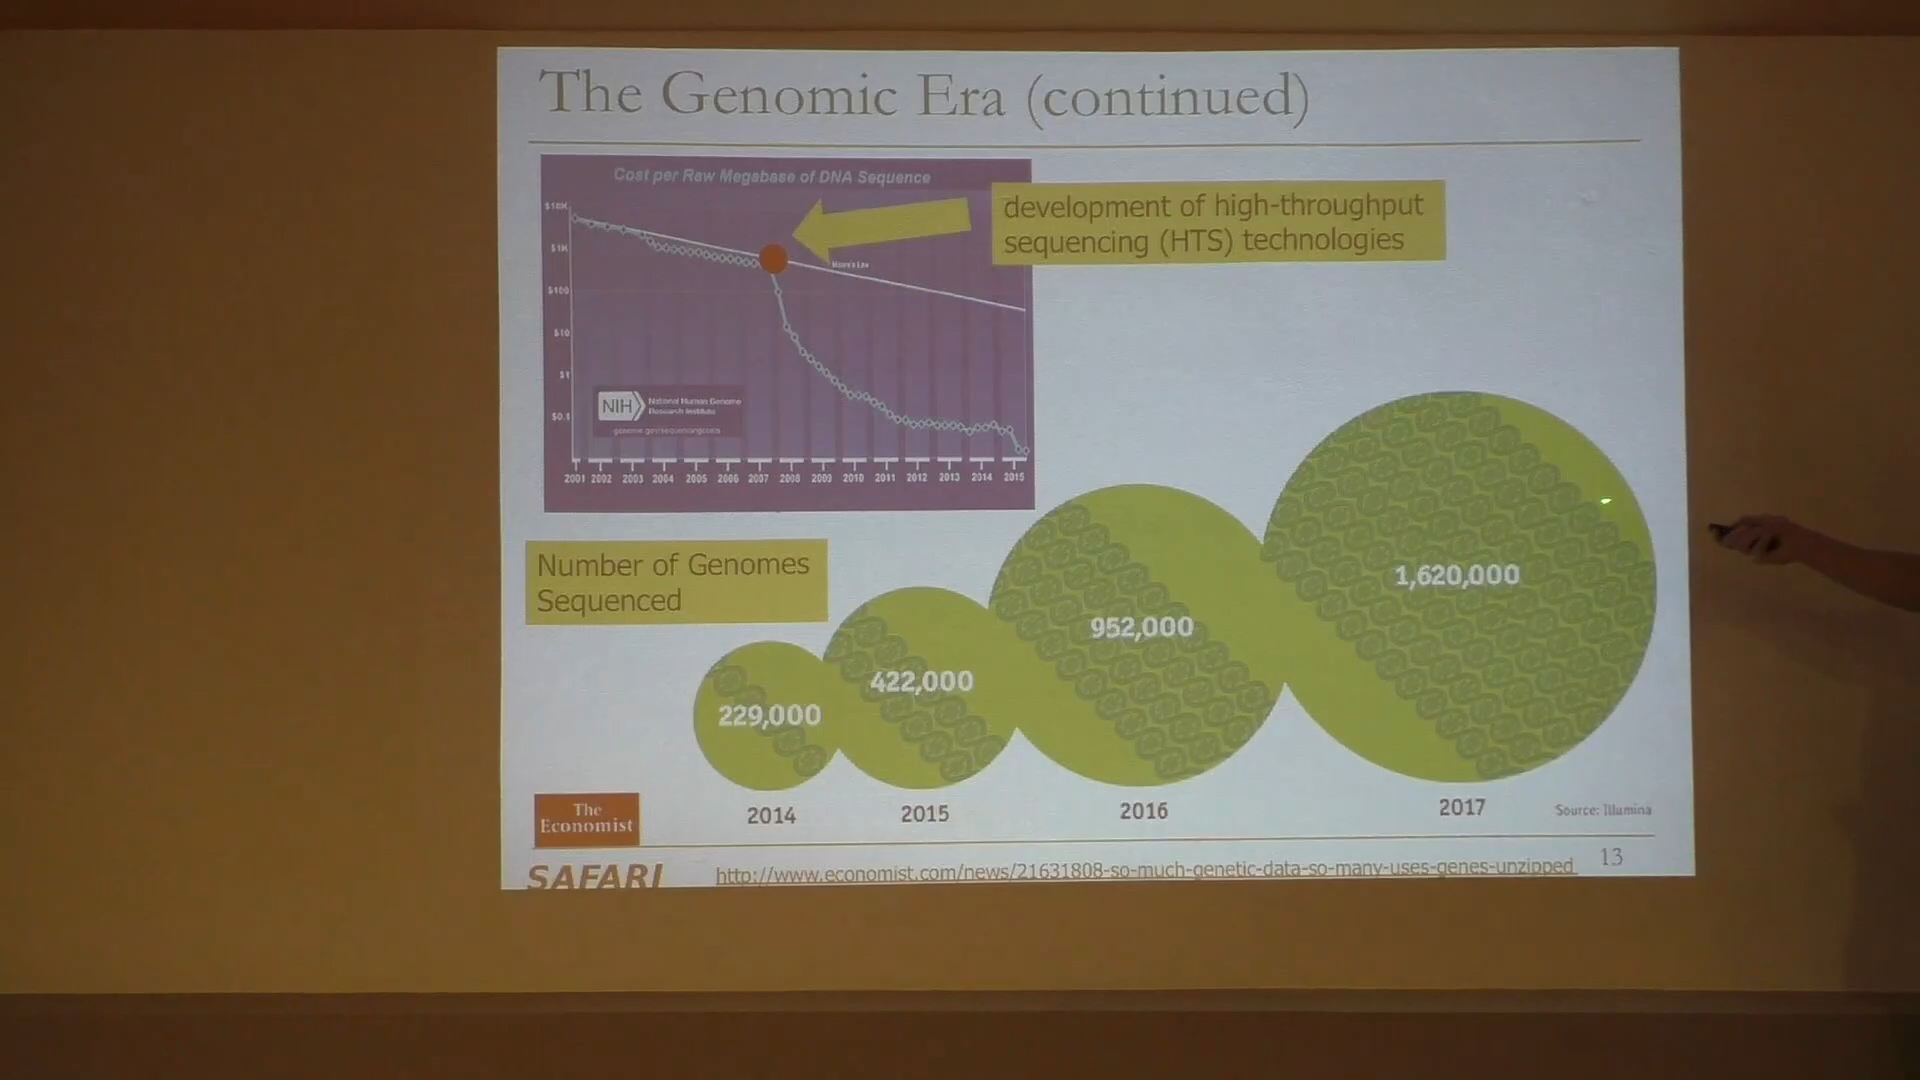 The Genomic Era (continued)
Cost per Raw Megabase of DNA Sequence
$10K
$1K
$100
$10
$1
$0.1
Moore's Law
NIH
National Human Genome
Research Institute
genome.gov/sequencingcosts
2001 2002 2003 2004 2005 2006 2007 2008 2009 2010 2011 2012 2013 2014 2015
development of high-throughput
sequencing (HTS) technologies
Number of Genomes
Sequenced
229,000
422,000
952,000
1,620,000
2014
2015
2016
2017
Source: Illumina
The
Economist
SAFARI
http://www.economist.com/news/21631808-so-much-genetic-data-so-many-uses-genes-unzipped
13